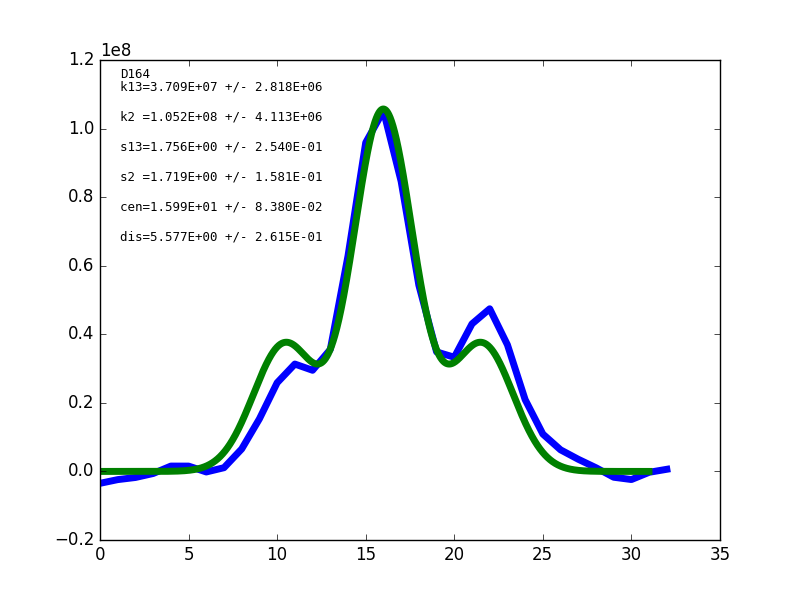 1e8
1.2
D164
k13=3.709E+07 +/- 2.818E+06
k2 =1.052E+08 +/- 4.113E+06
1.0
s13=1.756E+00 +/- 2.540E-01
s2 =1.719E+00 +/- 1.581E-01
0.8
cen=1.599E+01 +/- 8.380E-02
dis=5.577E+00 +/- 2.615E-01
0.6
0.4
0.2
0.0
−0.2
0 5 10 15 20 25 30 35